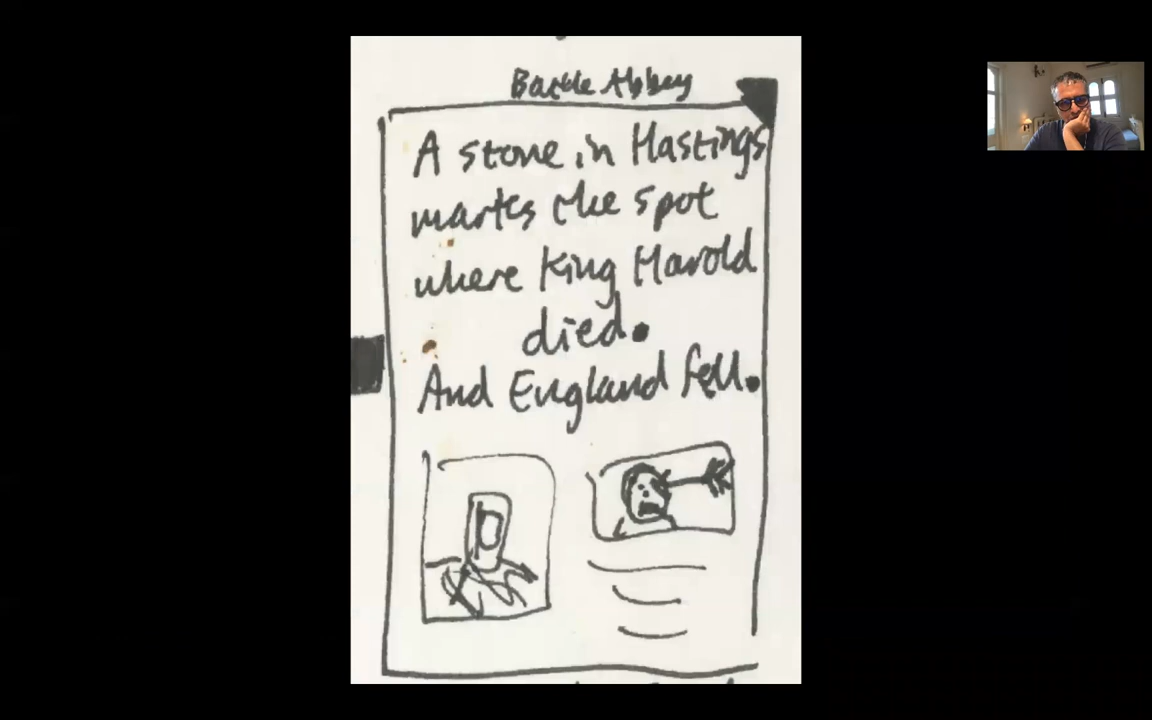 Battle Abbey
A stone in Hastings
marks the spot
where King Harold
died.
And England fell.